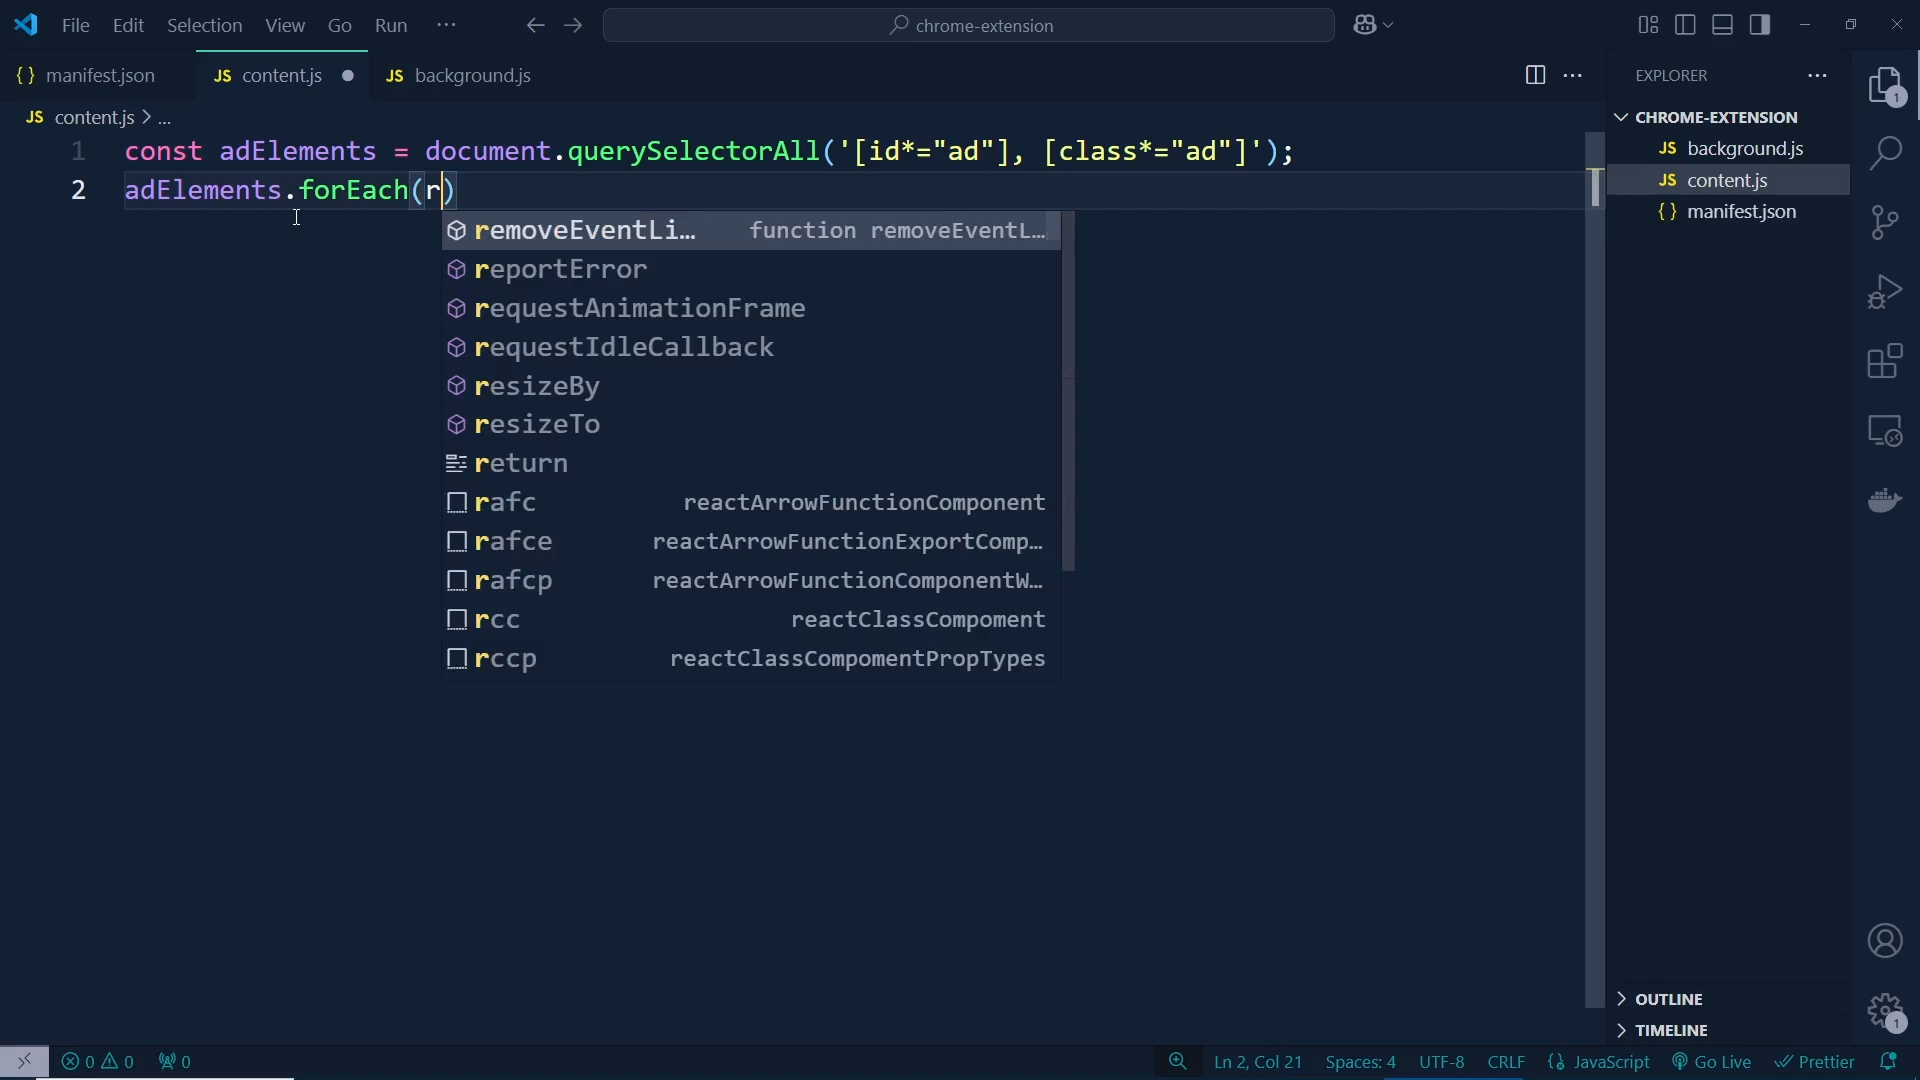 File Edit Selection View Go Run ...
chrome-extension
{ } manifest.json
JS content.js
JS background.js
EXPLORER
JS content.js > ...
1 const adElements = document.querySelectorAll('[id*="ad"], [class*="ad"]');
2 adElements.forEach(r)
removeEventLi… function removeEventL…
reportError
requestAnimationFrame
requestIdleCallback
resizeBy
resizeTo
return
rafc reactArrowFunctionComponent
rafce reactArrowFunctionExportComp…
rafcp reactArrowFunctionComponentW…
rcc reactClassCompoment
rccp reactClassCompomentPropTypes
CHROME-EXTENSION
JS background.js
JS content.js
{ } manifest.json
1
OUTLINE
TIMELINE
1
0 0 0
Ln 2, Col 21 Spaces: 4 UTF-8 CRLF { } JavaScript Go Live Prettier